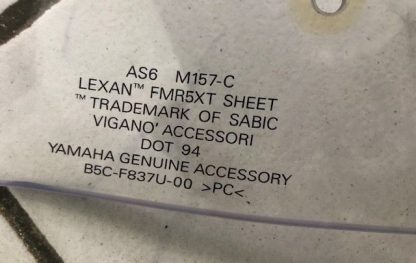 AS6 M157-C
LEXAN™ FMR5XT SHEET
™ TRADEMARK OF SABIC
VIGANO' ACCESSORI
DOT 94
YAMAHA GENUINE ACCESSORY
B5C-F837U-00 >PC<